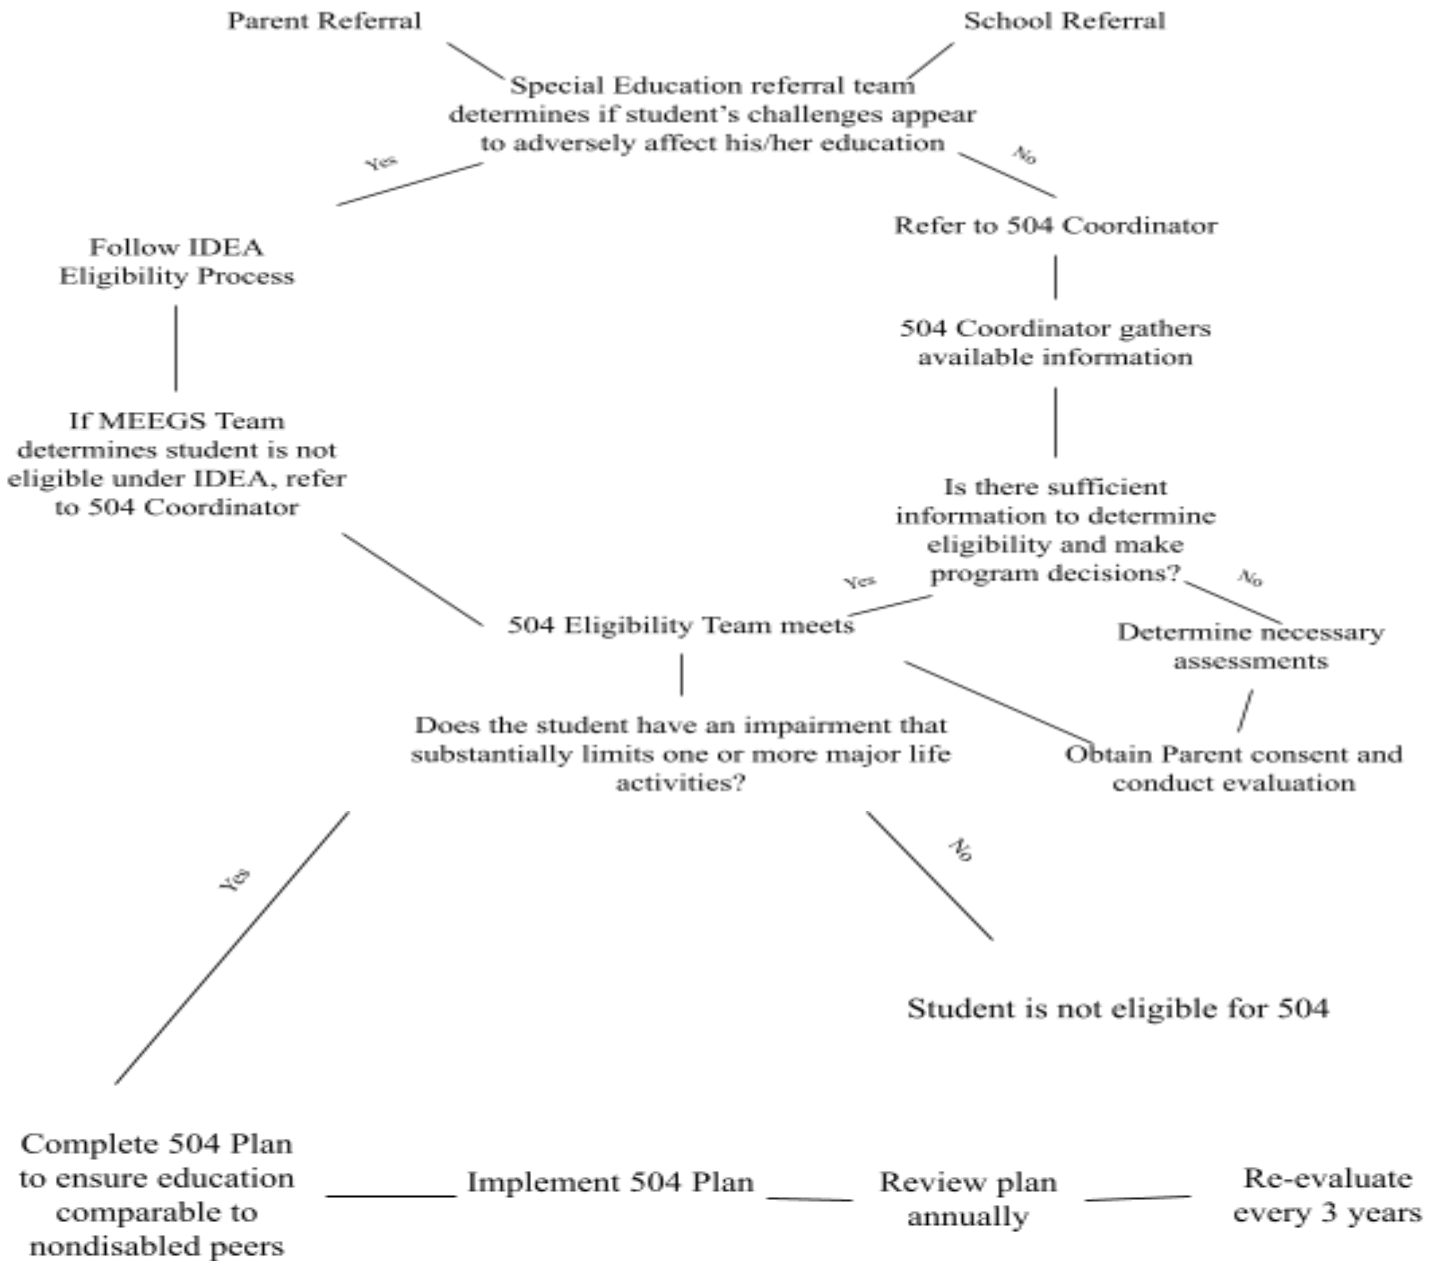 Parent Referral
School Referral
Special Education referral team
determines if student's challenges appear
to adversely affect his/her education
Yes
No
Follow IDEA
Eligibility Process
Refer to 504 Coordinator
504 Coordinator gathers
available information
If MEEGS Team
determines student is not
eligible under IDEA, refer
to 504 Coordinator
Is there sufficient
information to determine
eligibility and make
program decisions?
Yes
No
504 Eligibility Team meets
Determine necessary
assessments
Does the student have an impairment that
substantially limits one or more major life
activities?
Obtain Parent consent and
conduct evaluation
Yes
No
Student is not eligible for 504
Complete 504 Plan
to ensure education
comparable to
nondisabled peers
Implement 504 Plan
Review plan
annually
Re-evaluate
every 3 years